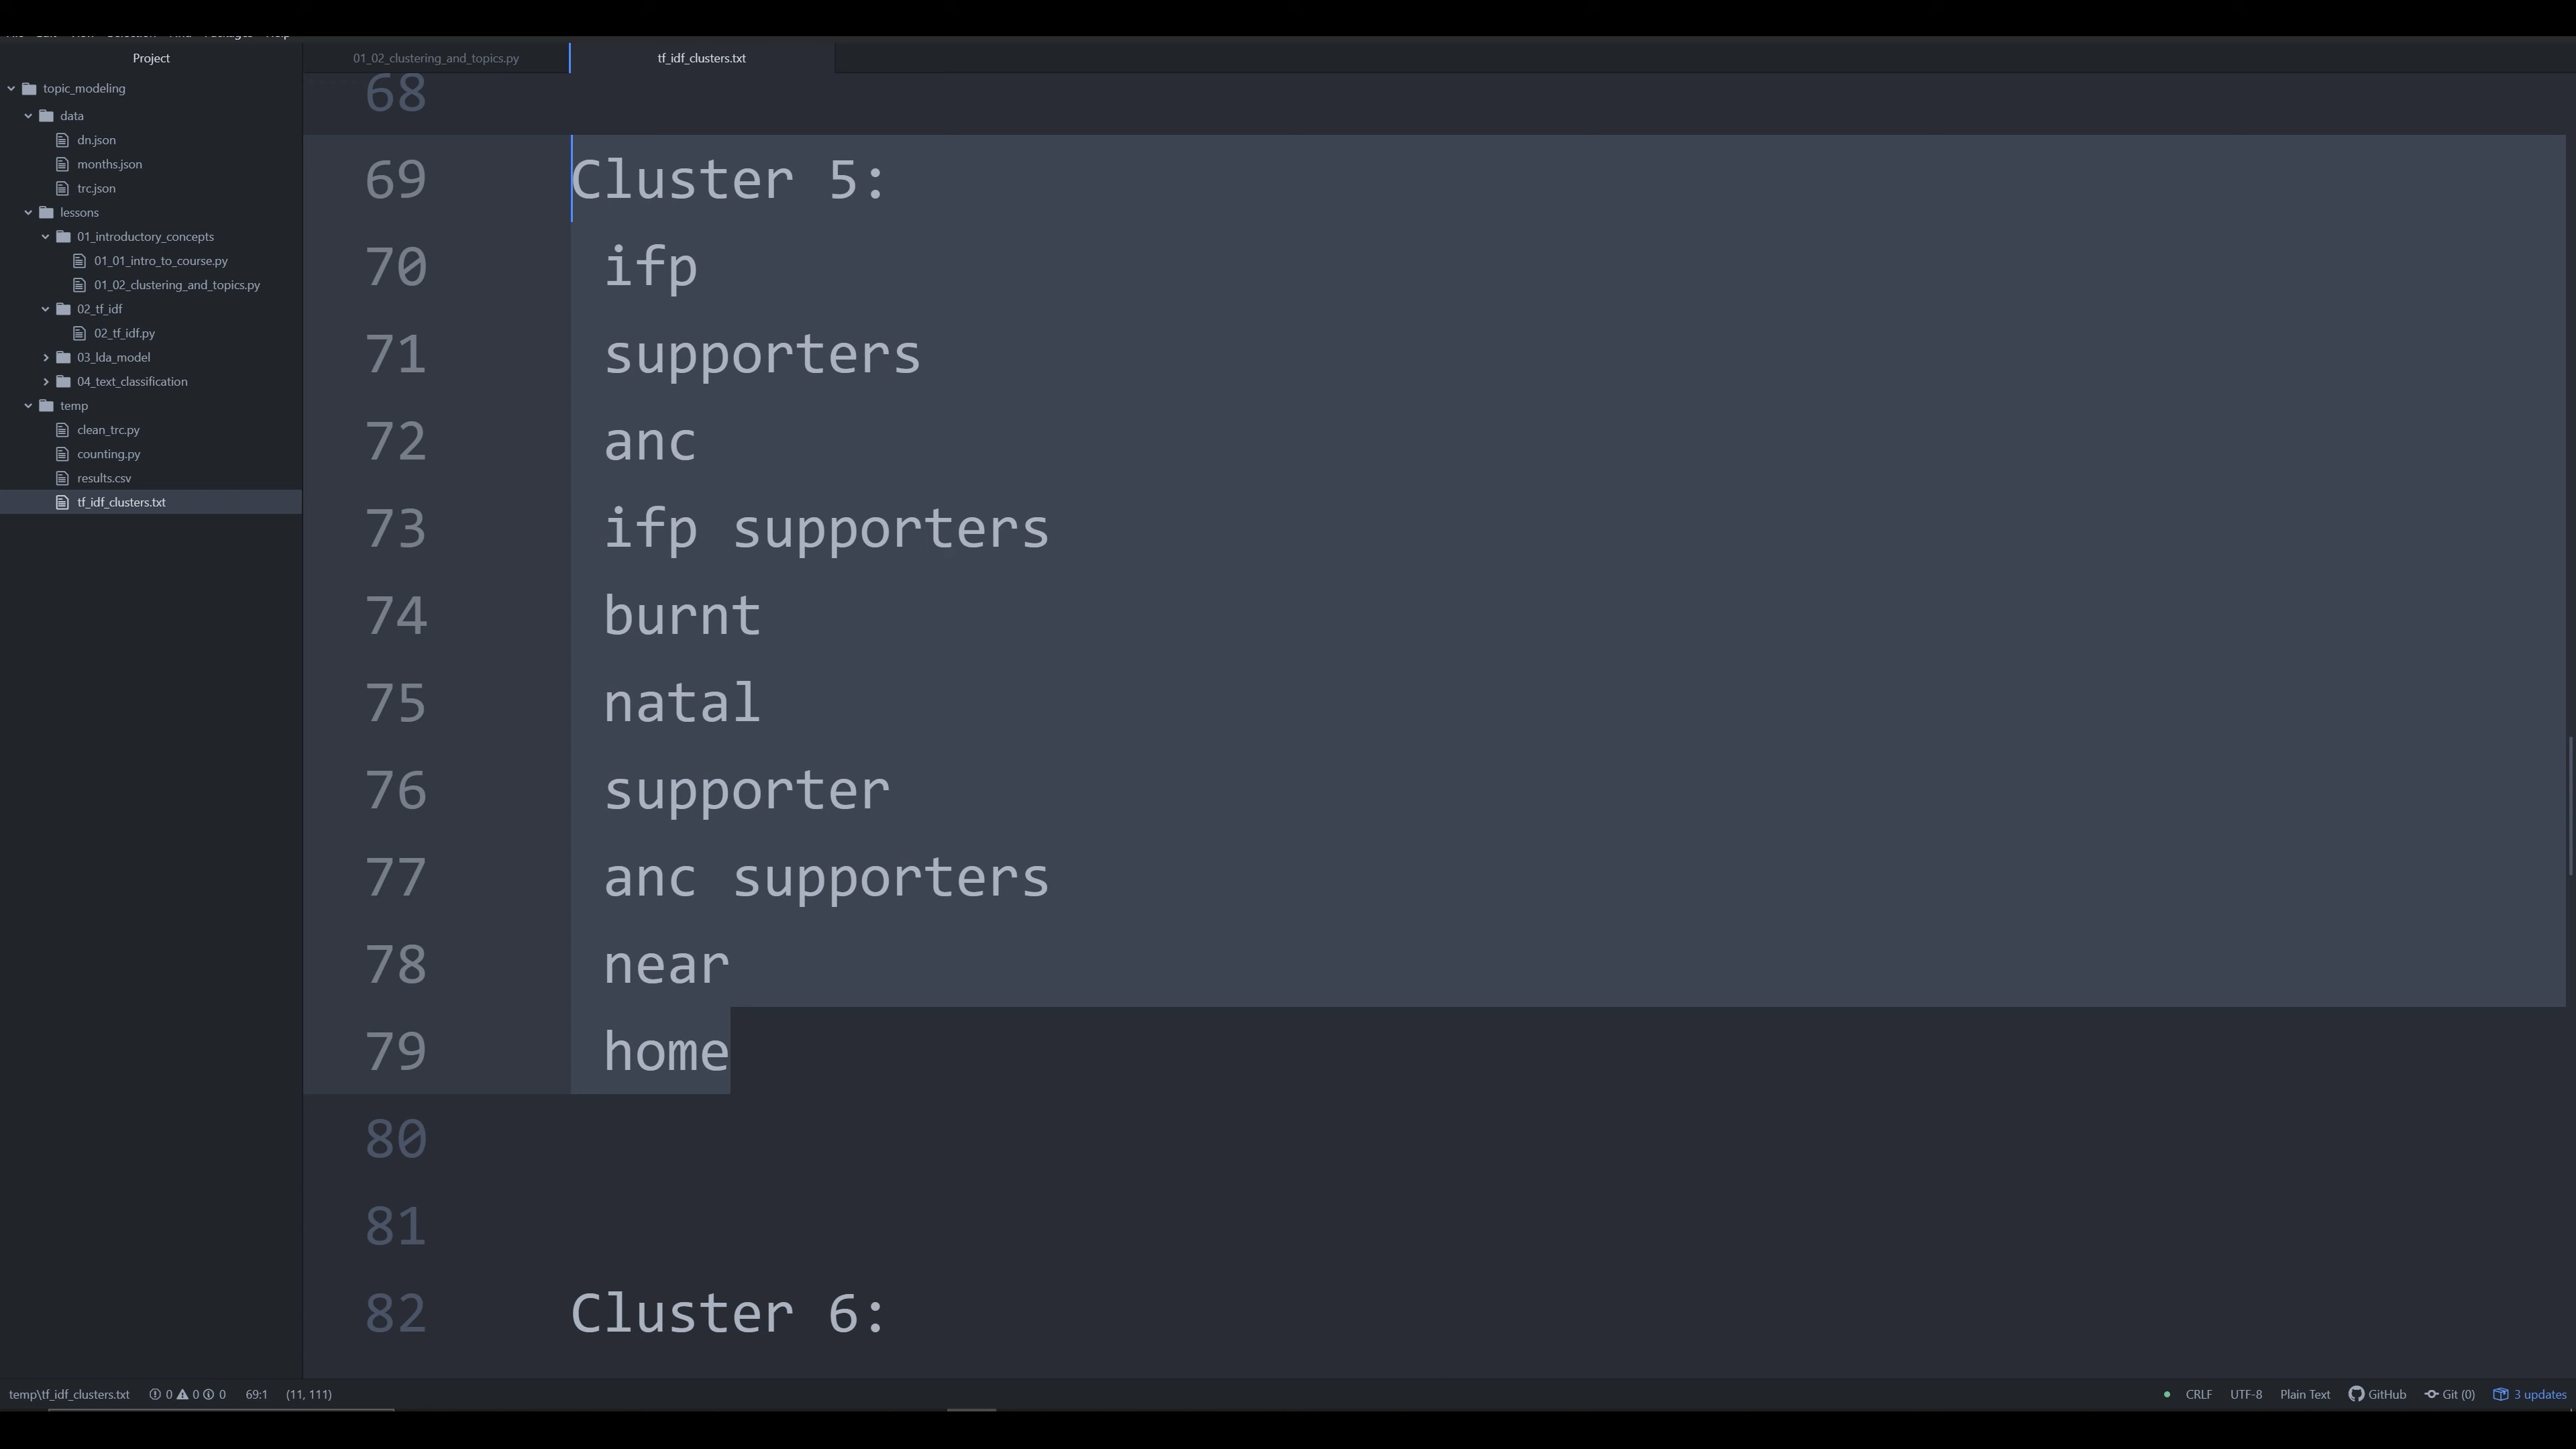 Project
topic_modeling
data
dn.json
months.json
trc.json
lessons
01_introductory_concepts
01_01_intro_to_course.py
01_02_clustering_and_topics.py
02_tf_idf
02_tf_idf.py
03_lda_model
04_text_classification
temp
clean_trc.py
counting.py
results.csv
tf_idf_clusters.txt
01_02_clustering_and_topics.py
tf_idf_clusters.txt
68
69 Cluster 5:
70 ifp
71 supporters
72 anc
73 ifp supporters
74 burnt
75 natal
76 supporter
77 anc supporters
78 near
79 home
80
81
82 Cluster 6:
temp\tf_idf_clusters.txt 0 0 0 69:1 (11, 111) CRLF UTF-8 Plain Text GitHub Git (0) 3 updates